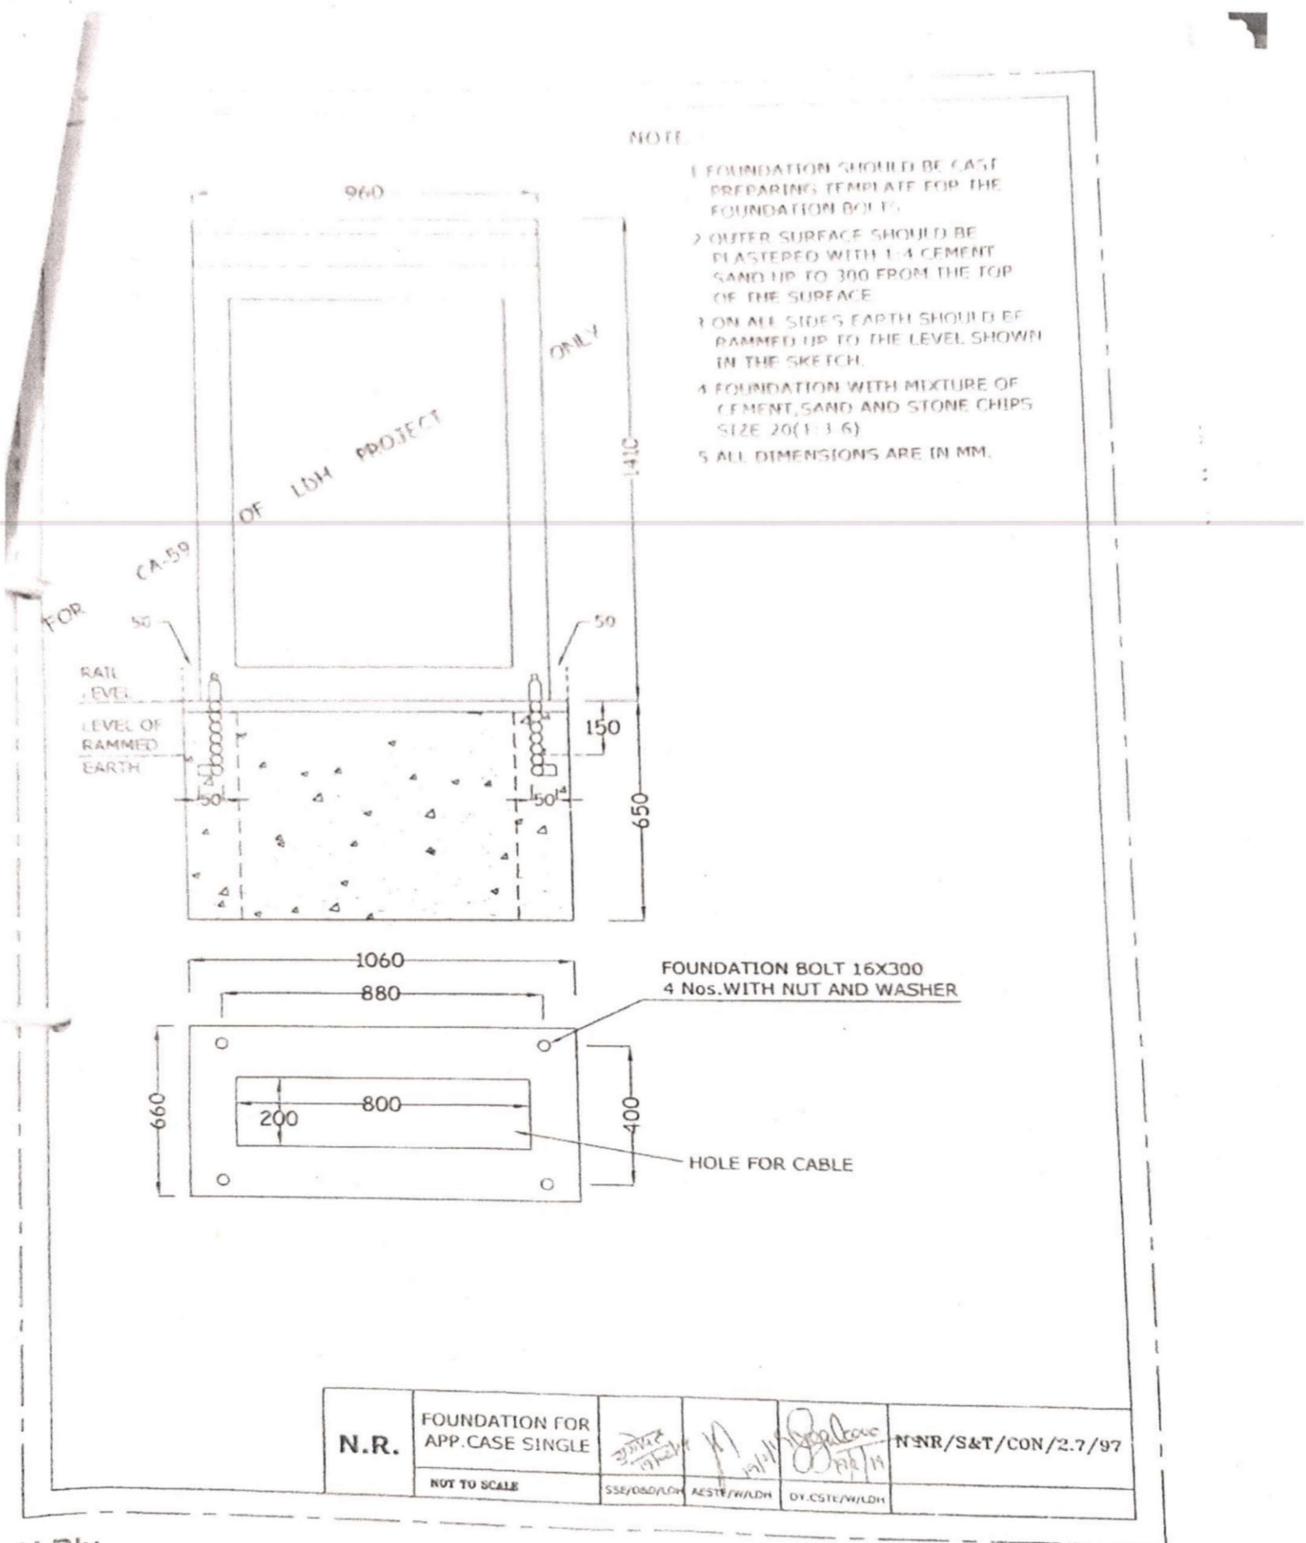 NOTE
1 FOUNDATION SHOULD BE CAST
PREPARING TEMPLATE FOR THE
FOUNDATION BOLTS
2 OUTER SURFACE SHOULD BE
PLASTERED WITH 1:4 CEMENT
SAND UP TO 300 FROM THE TOP
OF THE SURFACE
3 ON ALL SIDES EARTH SHOULD BE
RAMMED UP TO THE LEVEL SHOWN
IN THE SKETCH.
4 FOUNDATION WITH MIXTURE OF
CEMENT,SAND AND STONE CHIPS
SIZE 20(1:3:6)
5 ALL DIMENSIONS ARE IN MM.
960
1410
FOR CA-59 OF LDH PROJECT ONLY
50
50
RAIL
LEVEL
LEVEL OF
RAMMED
EARTH
150
50
50
650
1060
880
FOUNDATION BOLT 16X300
4 Nos.WITH NUT AND WASHER
660
200
800
400
HOLE FOR CABLE
N.R.
FOUNDATION FOR
APP.CASE SINGLE
NOT TO SCALE
SSE/D&D/LDH
AESTE/W/LDH
DY.CSTE/W/LDH
NR/S&T/CON/2.7/97